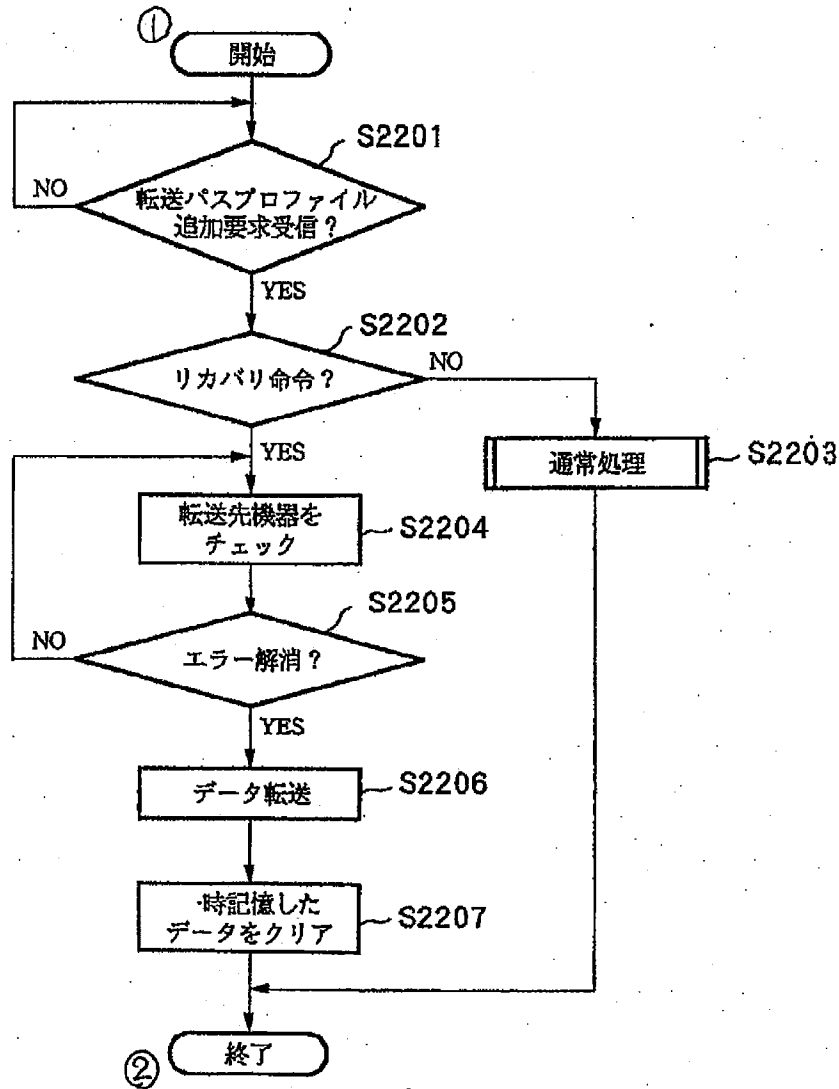 ①
開始
S2201
NO
転送パスプロファイル
追加要求受信？
YES
S2202
NO
リカバリ命令？
YES
通常処理
S2203
転送先機器を
チェック
S2204
S2205
NO
エラー解消？
YES
データ転送
S2206
一時記憶した
データをクリア
S2207
終了
②